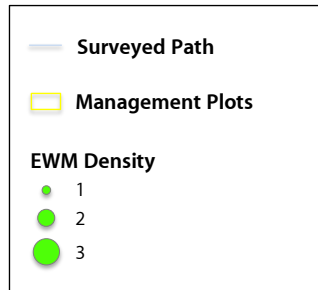 Surveyed Path
Management Plots
EWM Density
1
2
3